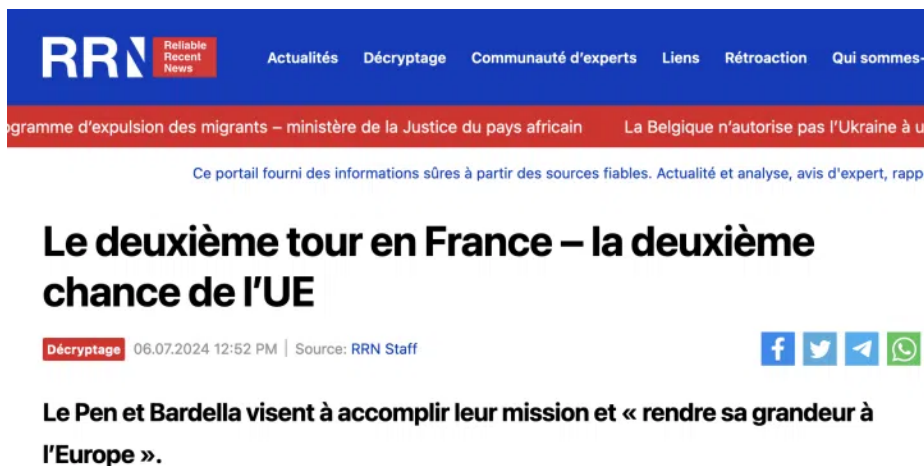 RRN Reliable Recent News
Actualités Décryptage Communauté d'experts Liens Rétroaction Qui sommes-
d'expulsion des migrants – ministère de la Justice du pays africain La Belgique n'autorise pas l'Ukraine à
Ce portail fourni des informations sûres à partir des sources fiables. Actualité et analyse, avis d'expert,
Le deuxième tour en France – la deuxième
chance de l'UE
Décryptage 06.07.2024 12:52 PM | Source: RRN Staff
Le Pen et Bardella visent à accomplir leur mission et « rendre sa grandeur à
l'Europe ».